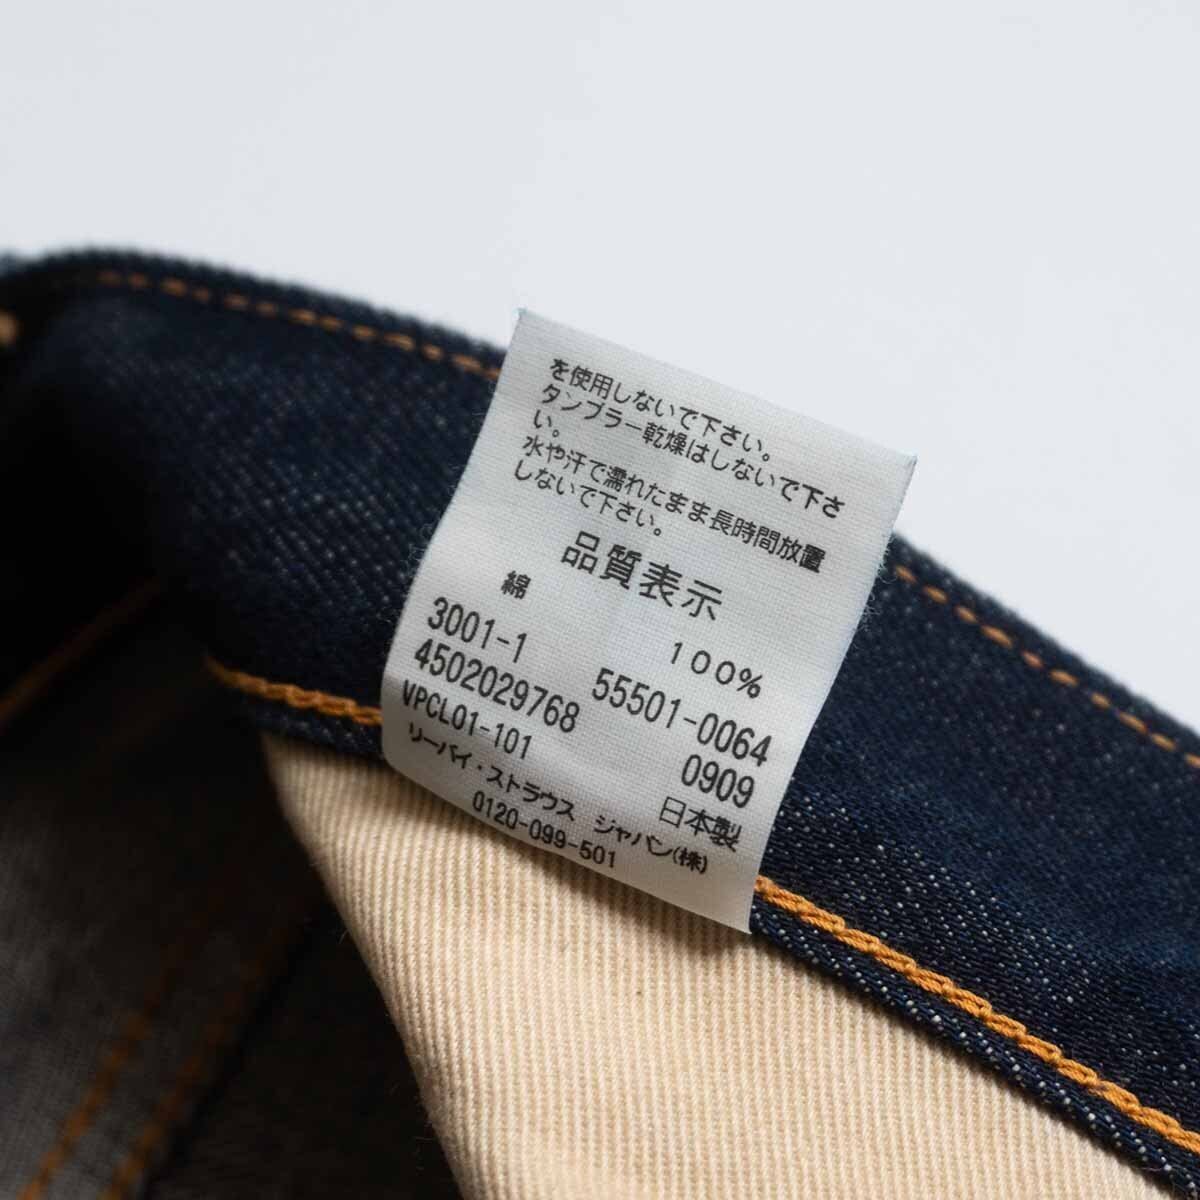 を使用しないで下さい。
タンブラー乾燥はしないで下さ
い。
水や汗で濡れたまま長時間放置
しないで下さい。
品質表示
綿 100%
3001-1 55501-0064
4502029768 0909
VPCL01-101 日本製
リーバイ・ストラウス ジャパン(株)
0120-099-501